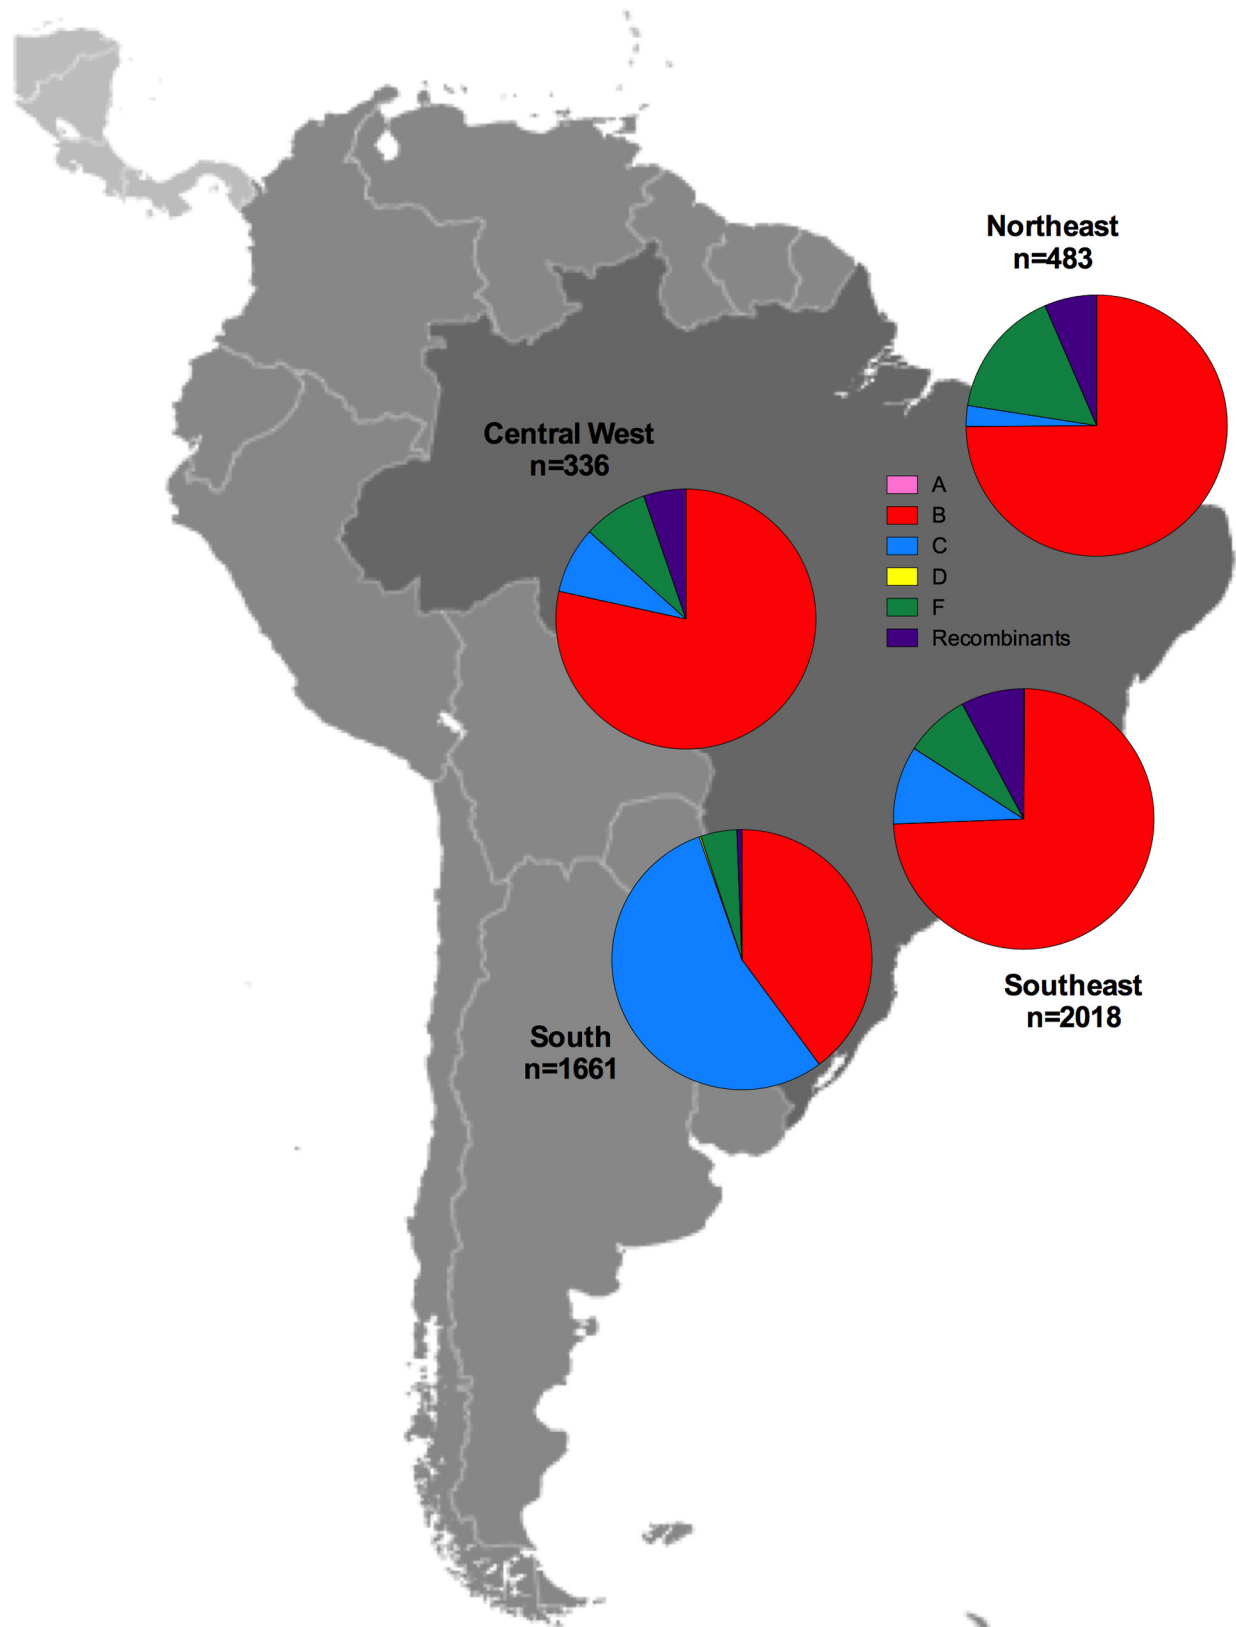 Northeast
n=483
Central West
n=336
A
B
C
D
F
Recombinants
Southeast
n=2018
South
n=1661